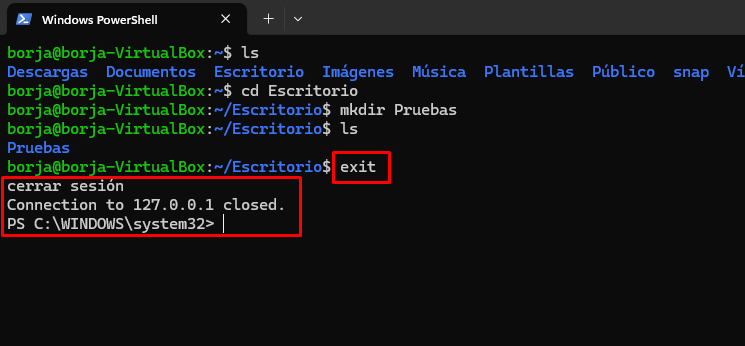 Windows PowerShell
borja@borja-VirtualBox:~$ ls
Descargas Documentos Escritorio Imágenes Música Plantillas Público snap Ví
borja@borja-VirtualBox:~$ cd Escritorio
borja@borja-VirtualBox:~/Escritorio$ mkdir Pruebas
borja@borja-VirtualBox:~/Escritorio$ ls
Pruebas
borja@borja-VirtualBox:~/Escritorio$ exit
cerrar sesión
Connection to 127.0.0.1 closed.
PS C:\WINDOWS\system32>